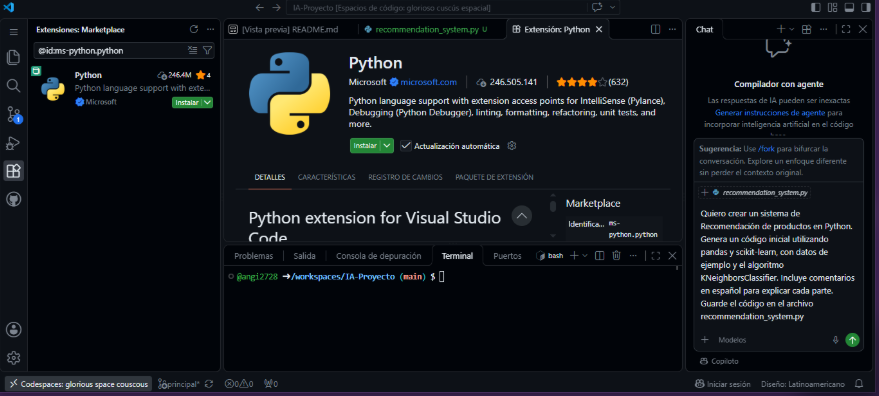 IA-Proyecto [Espacios de código: glorioso cuscús espacial]
Extensiones: Marketplace
@id:ms-python.python
Python
246.4M
4
Python language support with exte...
Microsoft
Instalar
1
[Vista previa] README.md
recommendation_system.py U
Extensión: Python
Python
Microsoft
microsoft.com
246.505.141
(632)
Python language support with extension access points for IntelliSense (Pylance),
Debugging (Python Debugger), linting, formatting, refactoring, unit tests, and
more.
Instalar
Actualización automática
DETALLES
CARACTERÍSTICAS
REGISTRO DE CAMBIOS
PAQUETE DE EXTENSIÓN
Python extension for Visual Studio
Code
Marketplace
Identifica... ms-
python.python
Problemas
Salida
Consola de depuración
Terminal
Puertos
bash
@angi2728 ➜/workspaces/IA-Proyecto (main) $
Chat
Compilador con agente
Las respuestas de IA pueden ser inexactas
Generar instrucciones de agente para
incorporar inteligencia artificial en el código
base.
Sugerencia: Use /fork para bifurcar la
conversación. Explore un enfoque diferente
sin perder el contexto original.
recommendation_system.py
Quiero crear un sistema de
Recomendación de productos en Python.
Genera un código inicial utilizando
pandas y scikit-learn, con datos de
ejemplo y el algoritmo
KNeighborsClassifier. Incluye comentarios
en español para explicar cada parte.
Guarde el código en el archivo
recommendation_system.py
Modelos
Copiloto
Codespaces: glorious space couscous
principal*
0
0
0
Iniciar sesión
Diseño: Latinoamericano